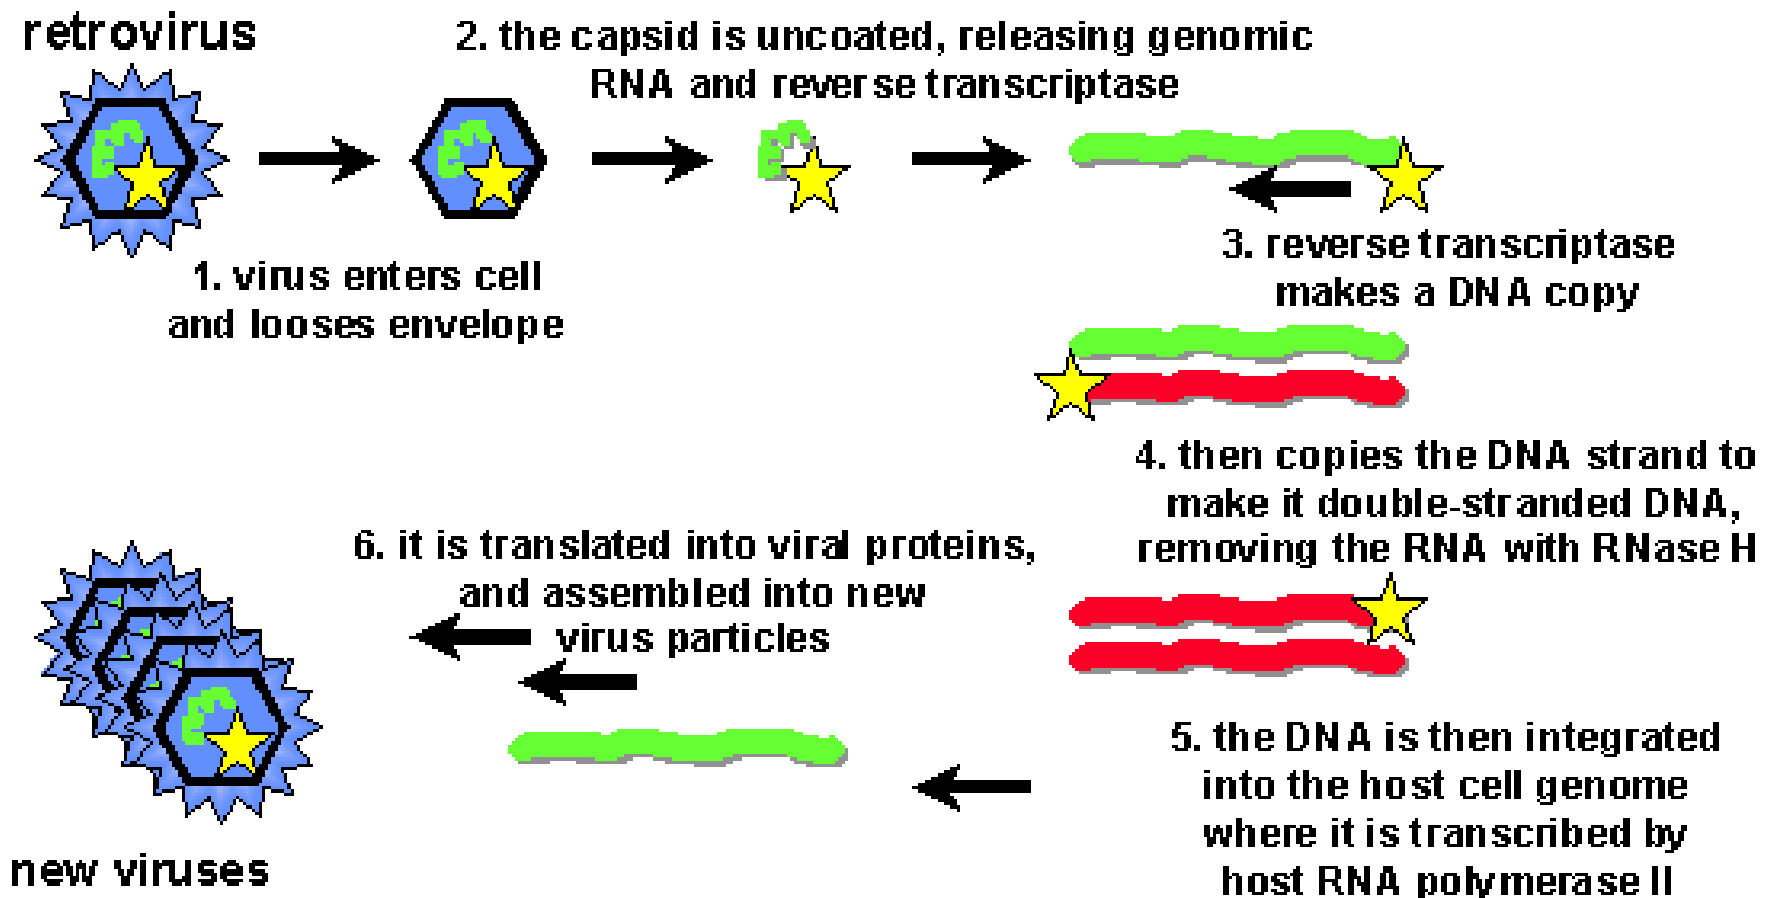 retrovirus
2. the capsid is uncoated, releasing genomic
RNA and reverse transcriptase
1. virus enters cell
and looses envelope
3. reverse transcriptase
makes a DNA copy
4. then copies the DNA strand to
make it double-stranded DNA,
removing the RNA with RNase H
5. the DNA is then integrated
into the host cell genome
where it is transcribed by
host RNA polymerase II
6. it is translated into viral proteins,
and assembled into new
virus particles
new viruses